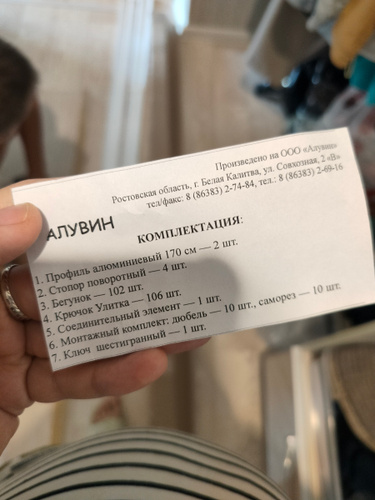 Произведено на ООО «Алувин»
Ростовская область, г. Белая Калитва, ул. Совхозная, 2 «В»
тел/факс: 8 (86383) 2-74-84, тел.: 8 (86383) 2-69-16
АЛУВИН
КОМПЛЕКТАЦИЯ:
1. Профиль алюминиевый 170 см — 2 шт.
2. Стопор поворотный — 4 шт.
3. Бегунок — 102 шт.
4. Крючок Улитка — 106 шт.
5. Соединительный элемент — 1 шт.
6. Монтажный комплект: дюбель — 10 шт., саморез — 10 шт.
7. Ключ шестигранный — 1 шт.